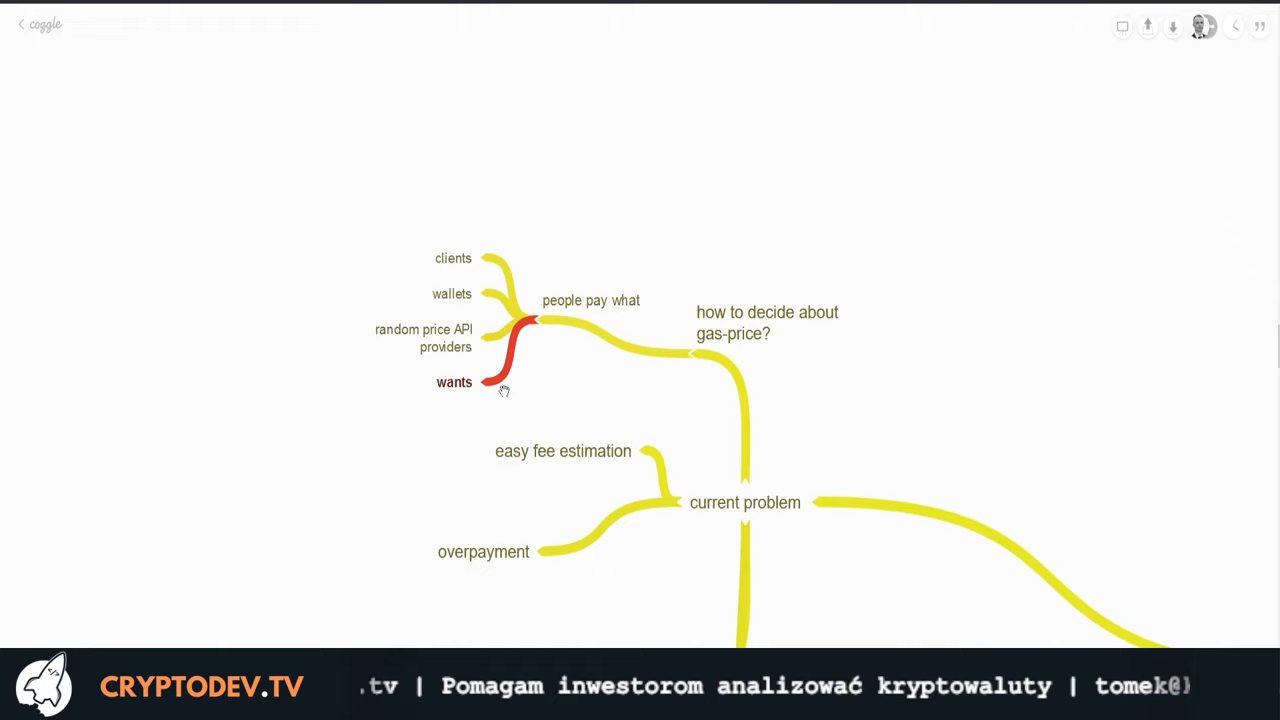 coggle
clients
wallets
people pay what
how to decide about
gas-price?
random price API
providers
wants
easy fee estimation
current problem
overpayment
CRYPTODEV.TV
.tv | Pomagam inwestorom analizować kryptowaluty | tomek@